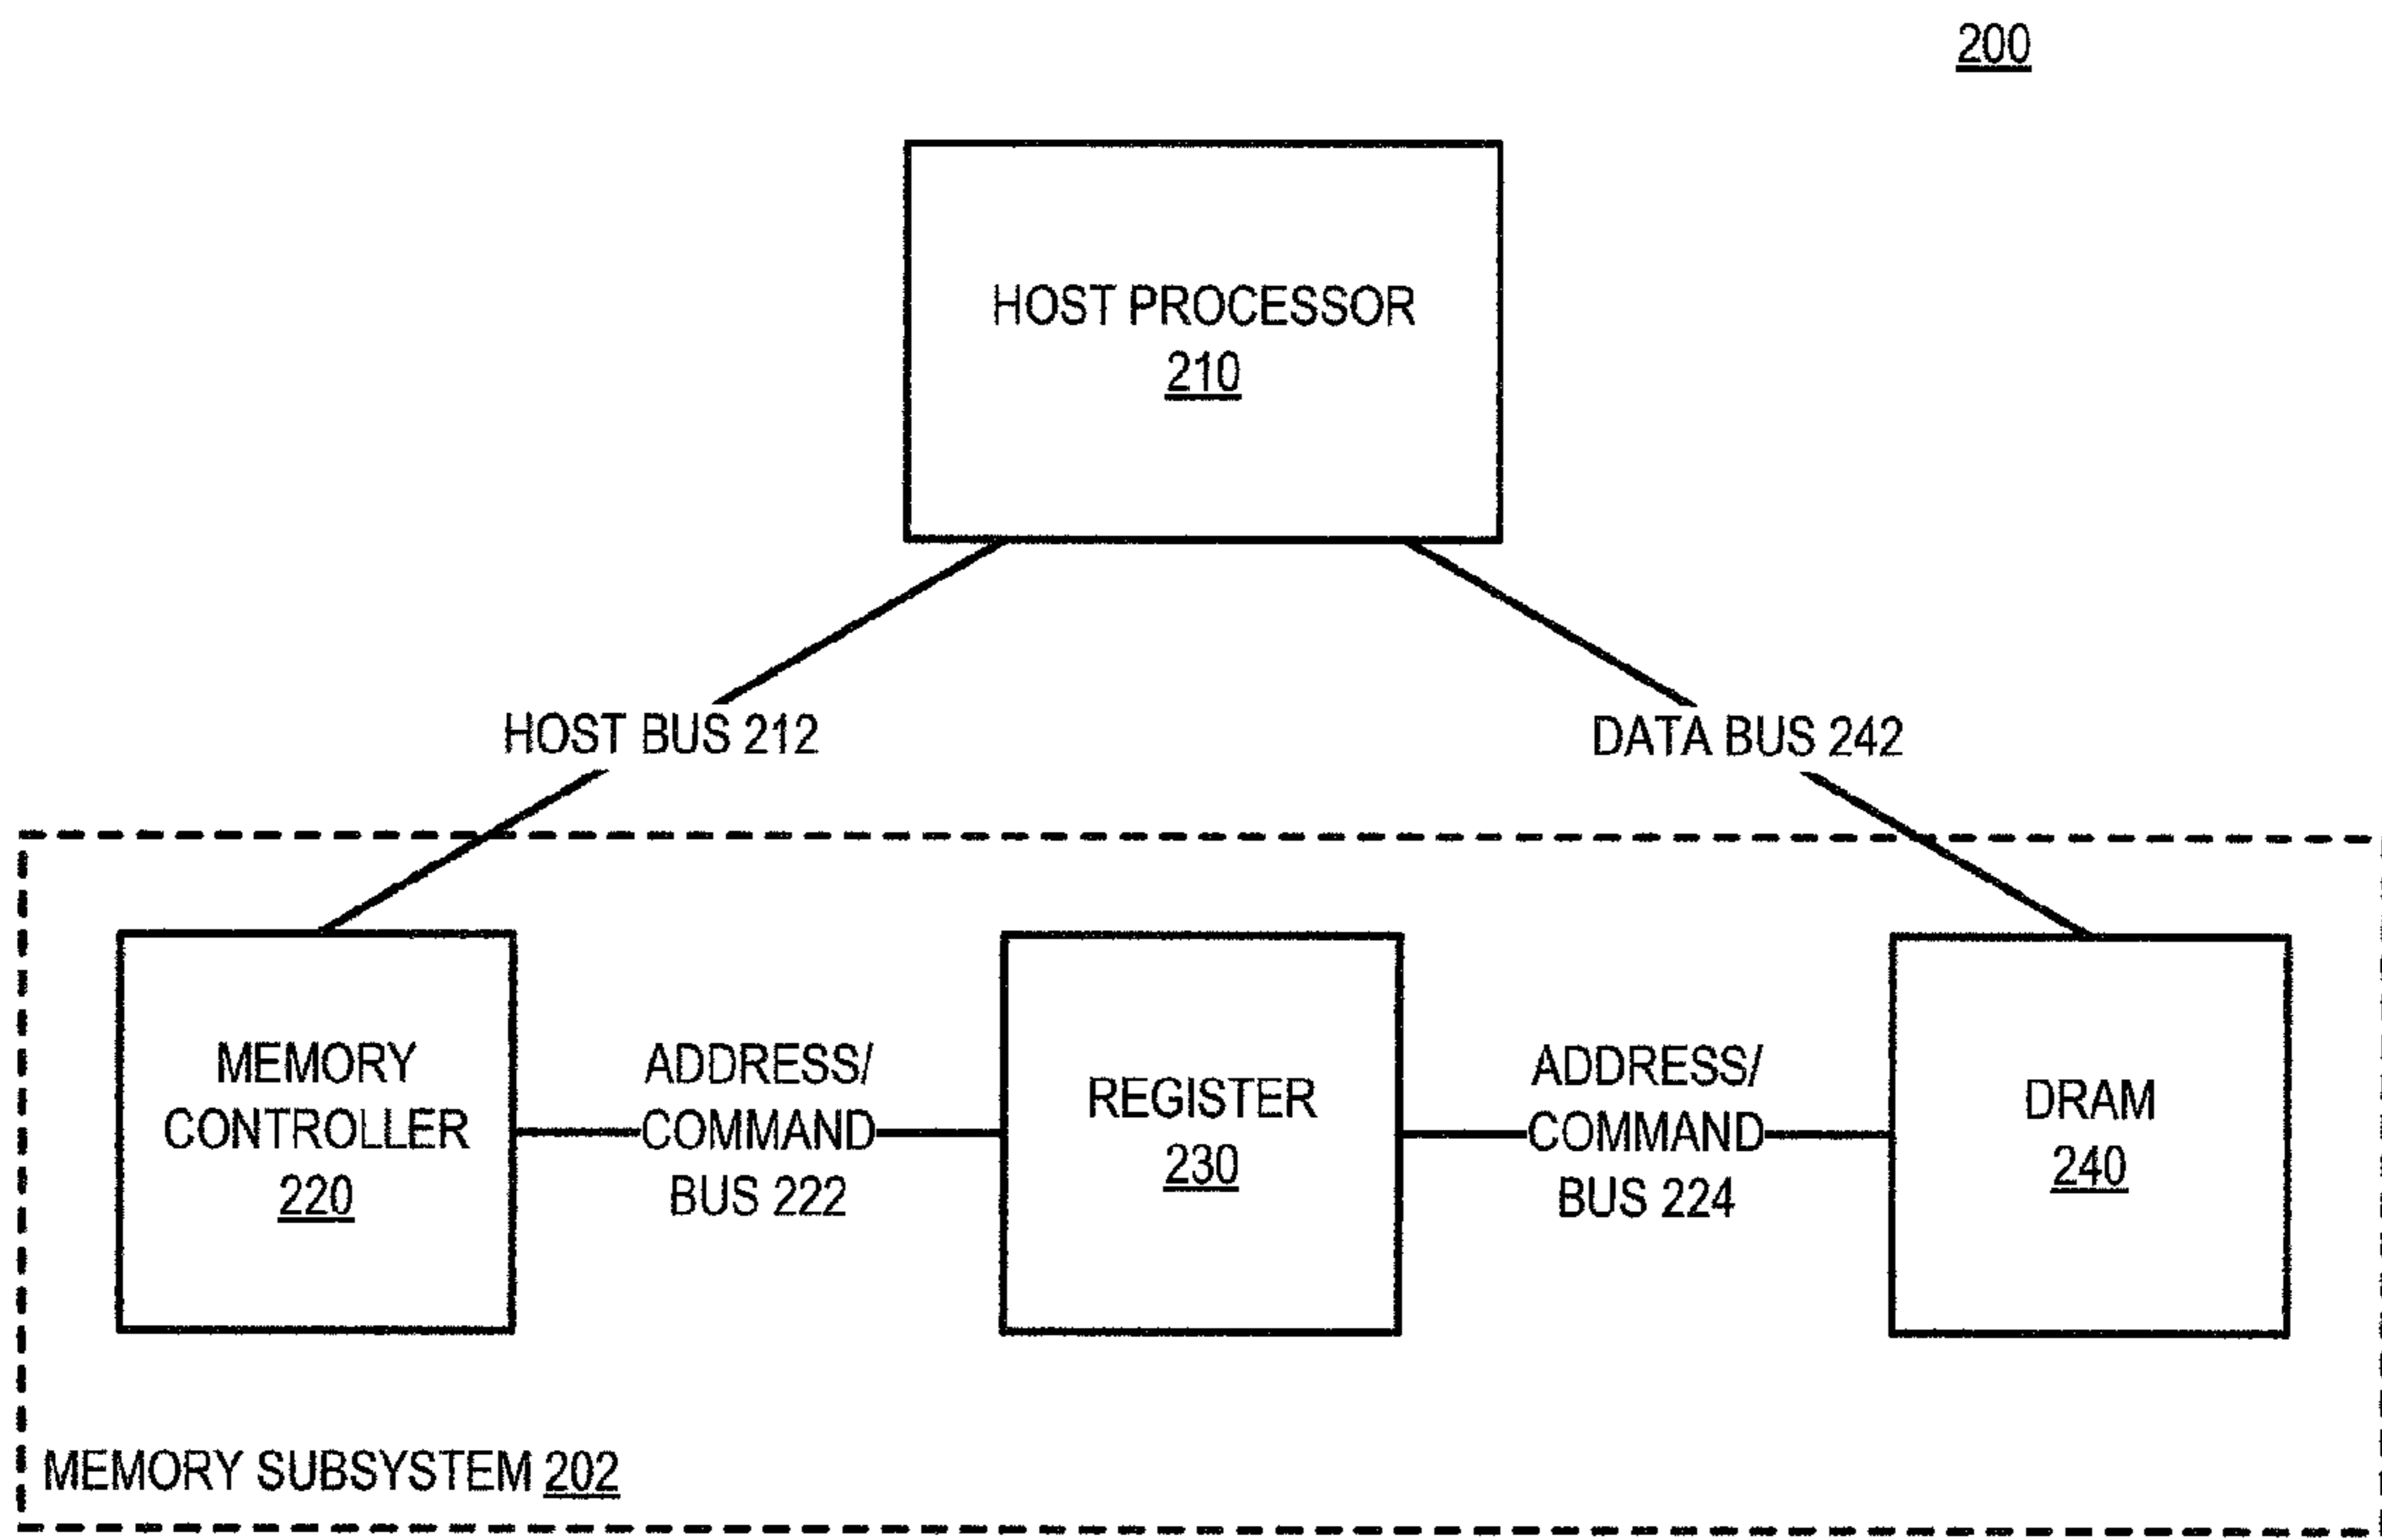 200
HOST PROCESSOR
210
HOST BUS 212
DATA BUS 242
MEMORY
CONTROLLER
220
ADDRESS/
COMMAND
BUS 222
REGISTER
230
ADDRESS/
COMMAND
BUS 224
DRAM
240
MEMORY SUBSYSTEM 202